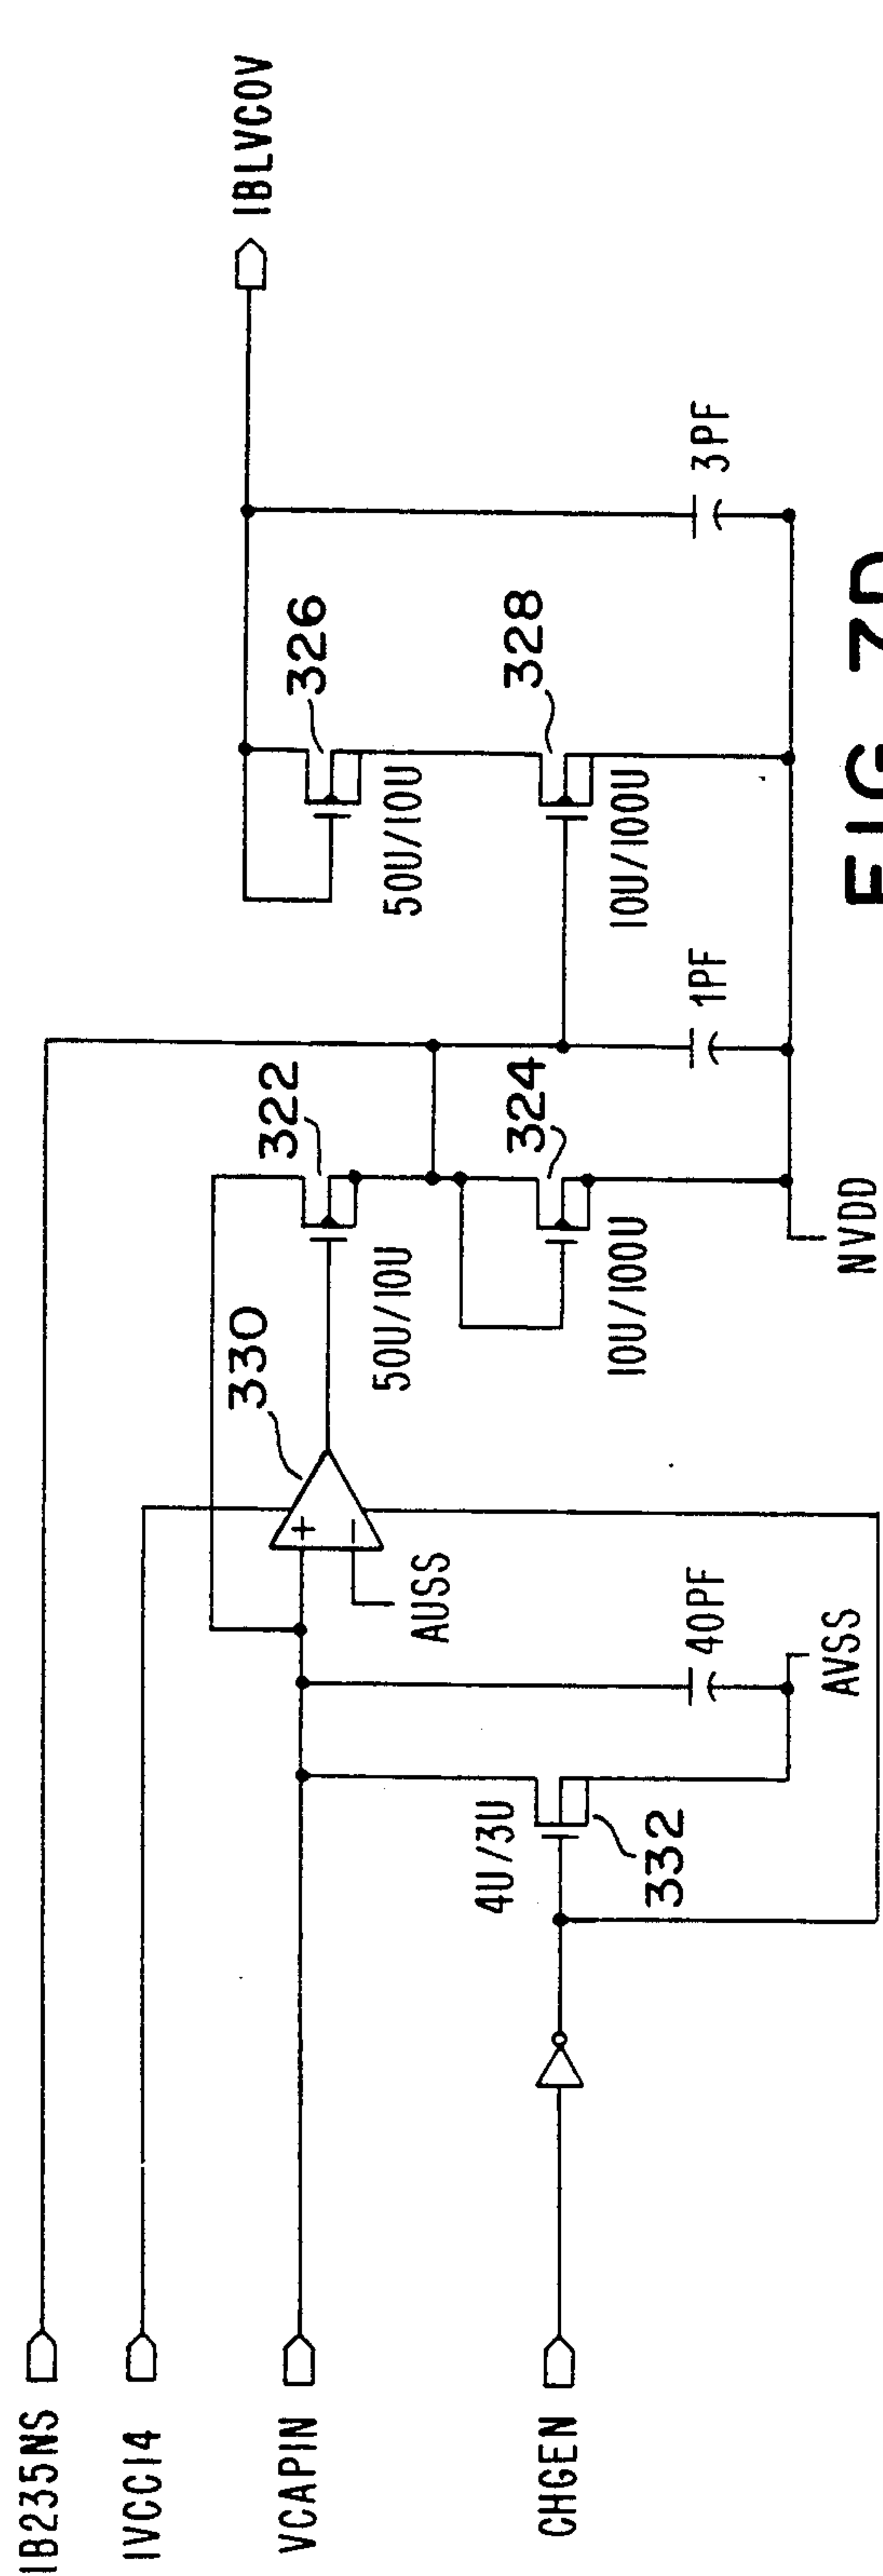 IB235NS
IVCCI4
VCAPIN
CHGEN
330
322
326
IBLVCOV
AUSS
50U/10U
50U/10U
4U/3U
332
324
328
10U/100U
10U/100U
40PF
1PF
3PF
AVSS
NVDD
FIG. 7D